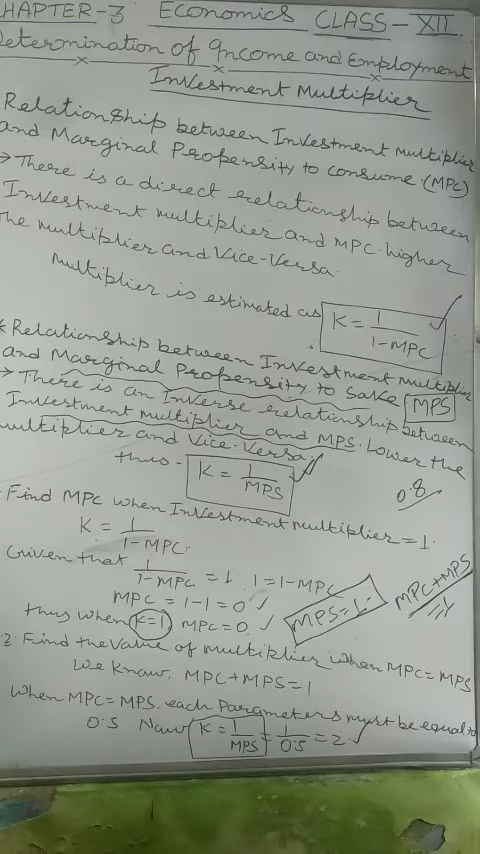 CHAPTER-3 Economics CLASS-XII.
Determination of Income and Employment
Investment Multiplier
Relationship between Investment multiplier
and Marginal Propensity to consume.(MPC)
→ There is a direct relationship between
Investment multiplier and MPC. higher
the multiplier and Vice-Versa.
Multiplier is estimated as K = 1/1-MPC ✓
* Relationship between Investment Multiplier
and Marginal Propensity to Sake MPS
→ There is an inverse relationship between
Investment multiplier and MPS. Lower the
multiplier and Vice-Versa.
thus - K = 1/MPS ✓
0.8
Find MPC when Investment multiplier = 1.
K = 1/1-MPC.
Given that 1/1-MPC = 1 1 = 1-MPC
MPC = 1-1 = 0 ✓
thus when K=1 MPC = 0. ✓ MPS=1- MPC+MPS =1
2. Find the value of multiplier when MPC = MPS
We Know. MPC+MPS = 1
When MPC = MPS. each Parameters must be equal to
0.5 Now K = 1/MPS = 1/0.5 = 2 ✓